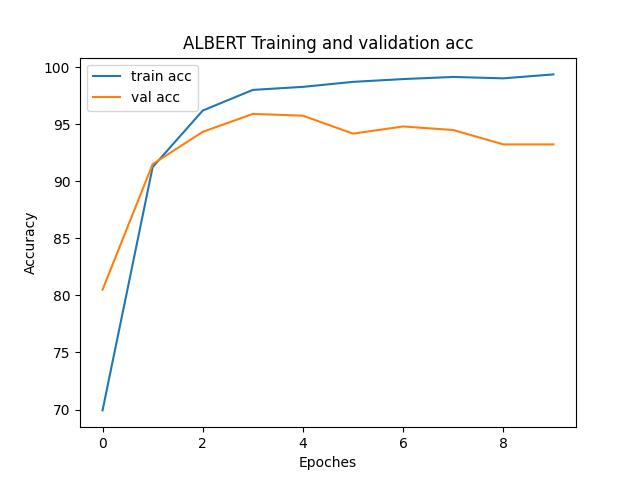 ALBERT Training and validation acc
train acc
val acc
100
95
90
85
80
75
70
Accuracy
0 2 4 6 8
Epoches